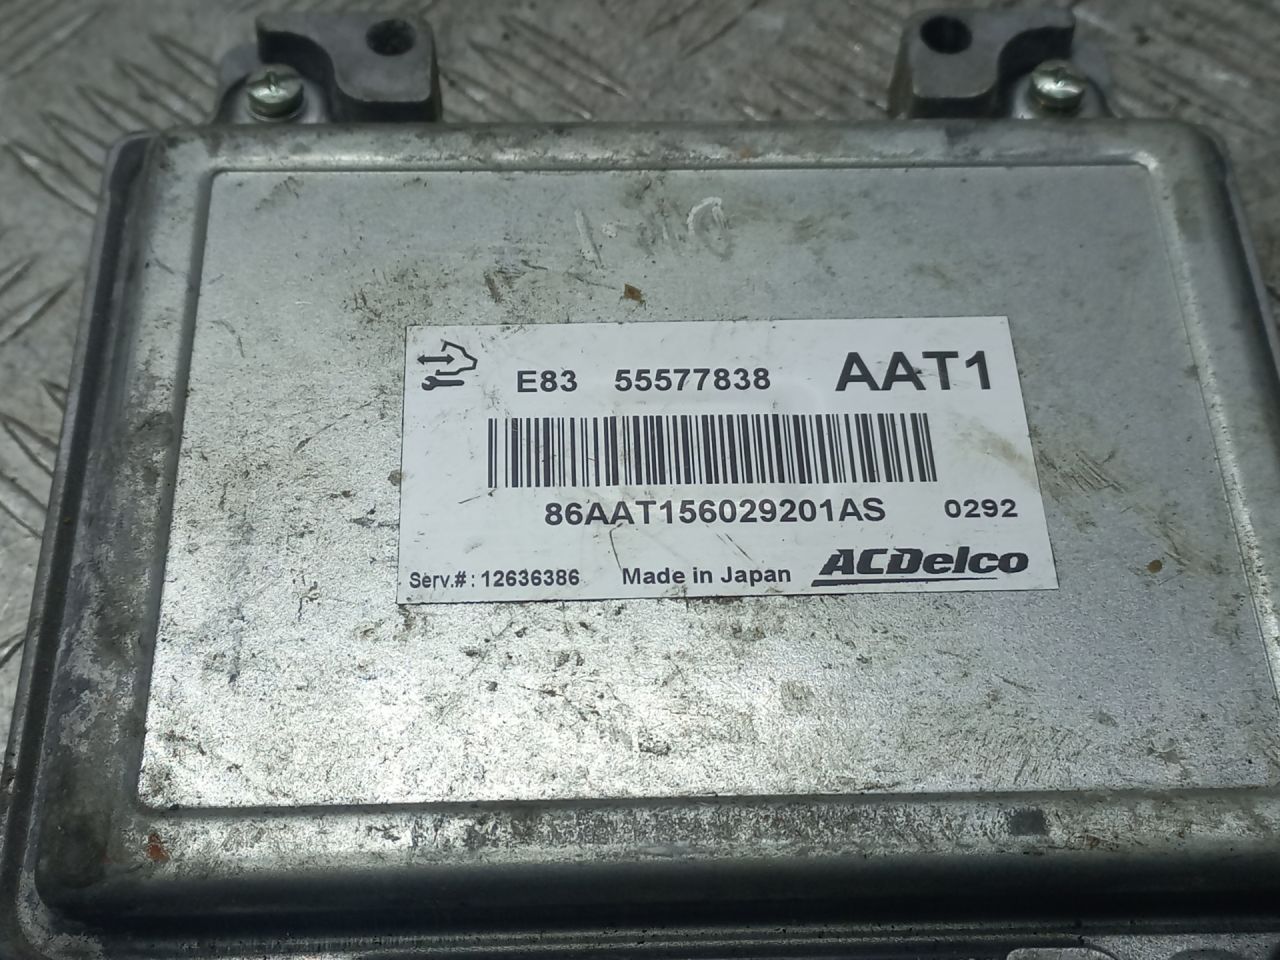 E83 55577838 AAT1
86AAT156029201AS 0292
Serv.#: 12636386 Made in Japan ACDelco